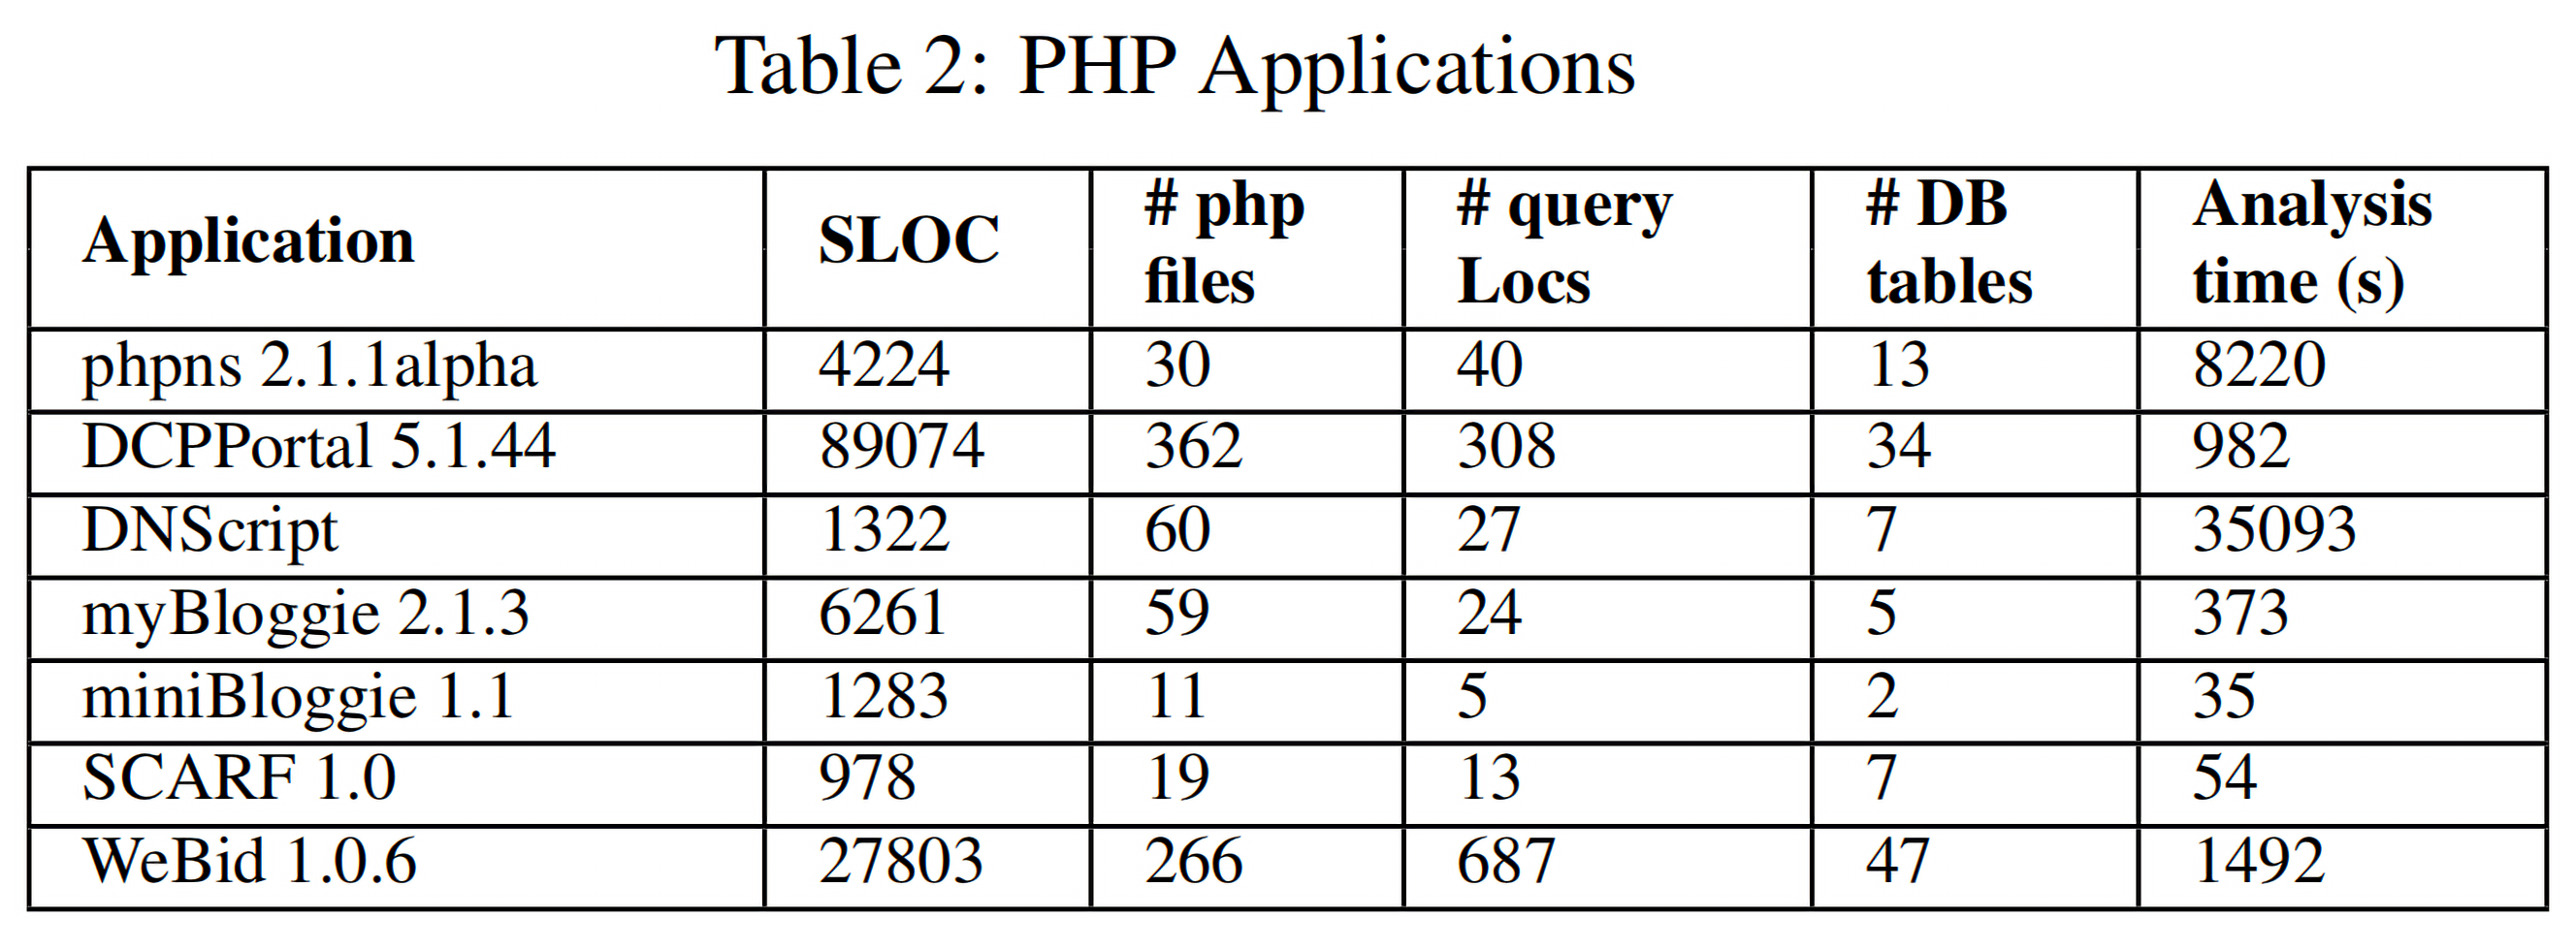 Table 2: PHP Applications
Application SLOC # php files # query Locs # DB tables Analysis time (s)
phpns 2.1.1alpha 4224 30 40 13 8220
DCPPortal 5.1.44 89074 362 308 34 982
DNScript 1322 60 27 7 35093
myBloggie 2.1.3 6261 59 24 5 373
miniBloggie 1.1 1283 11 5 2 35
SCARF 1.0 978 19 13 7 54
WeBid 1.0.6 27803 266 687 47 1492